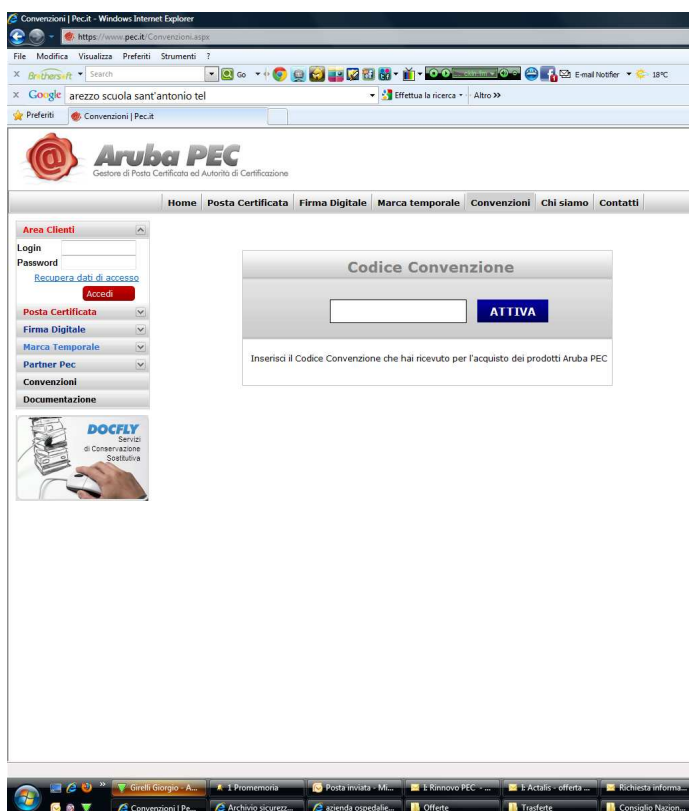 Convenzioni | Pec.it - Windows Internet Explorer
https://www.pec.it/Convenzioni.aspx
File Modifica Visualizza Preferiti Strumenti ?
x Brothersoft Search Go E-mail Notifier 18°C
x Google arezzo scuola sant'antonio tel Effettua la ricerca Altro >>
Preferiti Convenzioni | Pec.it
Aruba PEC
Gestore di Posta Certificata ed Autorità di Certificazione
Home Posta Certificata Firma Digitale Marca temporale Convenzioni Chi siamo Contatti
Area Clienti
Login
Password
Recupera dati di accesso
Accedi
Posta Certificata
Firma Digitale
Marca Temporale
Partner Pec
Convenzioni
Documentazione
Codice Convenzione
ATTIVA
Inserisci il Codice Convenzione che hai ricevuto per l'acquisto dei prodotti Aruba PEC
DOCFLY
Servizi
di Conservazione
Sostitutiva
Girelli Giorgio - A... 1 Promemoria Posta inviata - Mi... I: Rinnovo PEC - ... I: Actalis - offerta ... Richiesta informa...
Convenzioni | Pe... Archivio sicurezz... azienda ospedalie... Offerte Trasferte Consiglio Nazion...